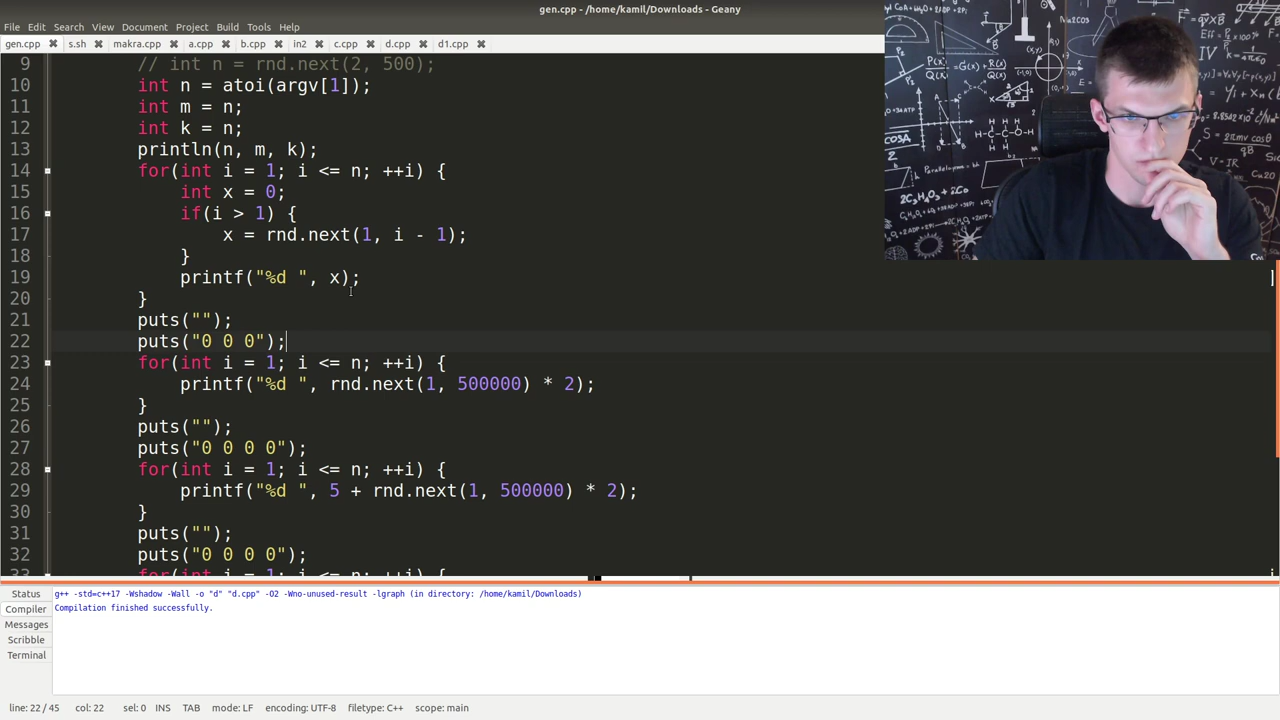 gen.cpp - /home/kamil/Downloads - Geany
File Edit Search View Document Project Build Tools Help
gen.cpp s.sh makra.cpp a.cpp b.cpp in2 c.cpp d.cpp d1.cpp
9 // int n = rnd.next(2, 500);
10 int n = atoi(argv[1]);
11 int m = n;
12 int k = n;
13 println(n, m, k);
14 for(int i = 1; i <= n; ++i) {
15 int x = 0;
16 if(i > 1) {
17 x = rnd.next(1, i - 1);
18 }
19 printf("%d ", x);
20 }
21 puts("");
22 puts("0 0 0");
23 for(int i = 1; i <= n; ++i) {
24 printf("%d ", rnd.next(1, 500000) * 2);
25 }
26 puts("");
27 puts("0 0 0 0");
28 for(int i = 1; i <= n; ++i) {
29 printf("%d ", 5 + rnd.next(1, 500000) * 2);
30 }
31 puts("");
32 puts("0 0 0 0");
33 for(int i = 1; i <= n; ++i) {
Status
Compiler
Messages
Scribble
Terminal
g++ -std=c++17 -Wshadow -Wall -o "d" "d.cpp" -O2 -Wno-unused-result -lgraph (in directory: /home/kamil/Downloads)
Compilation finished successfully.
line: 22 / 45 col: 22 sel: 0 INS TAB mode: LF encoding: UTF-8 filetype: C++ scope: main